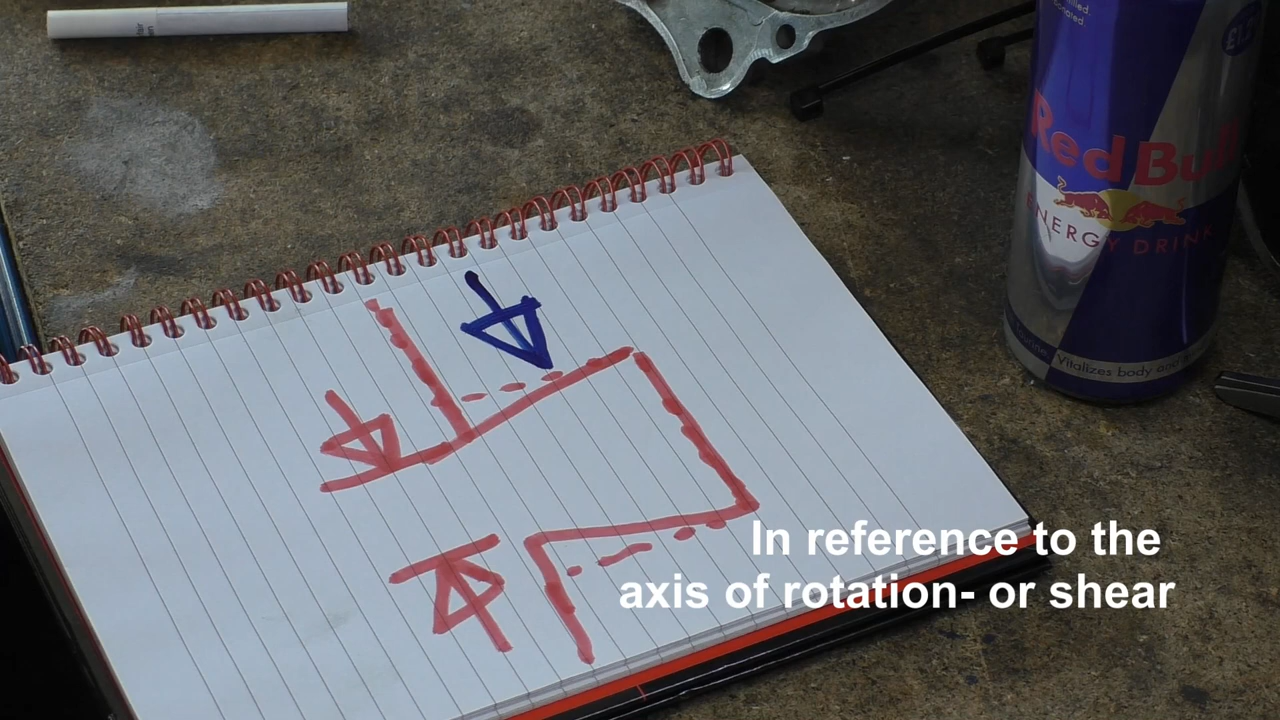 Red Bull
ENERGY DRINK
Vitalizes body and
In reference to the
axis of rotation- or shear